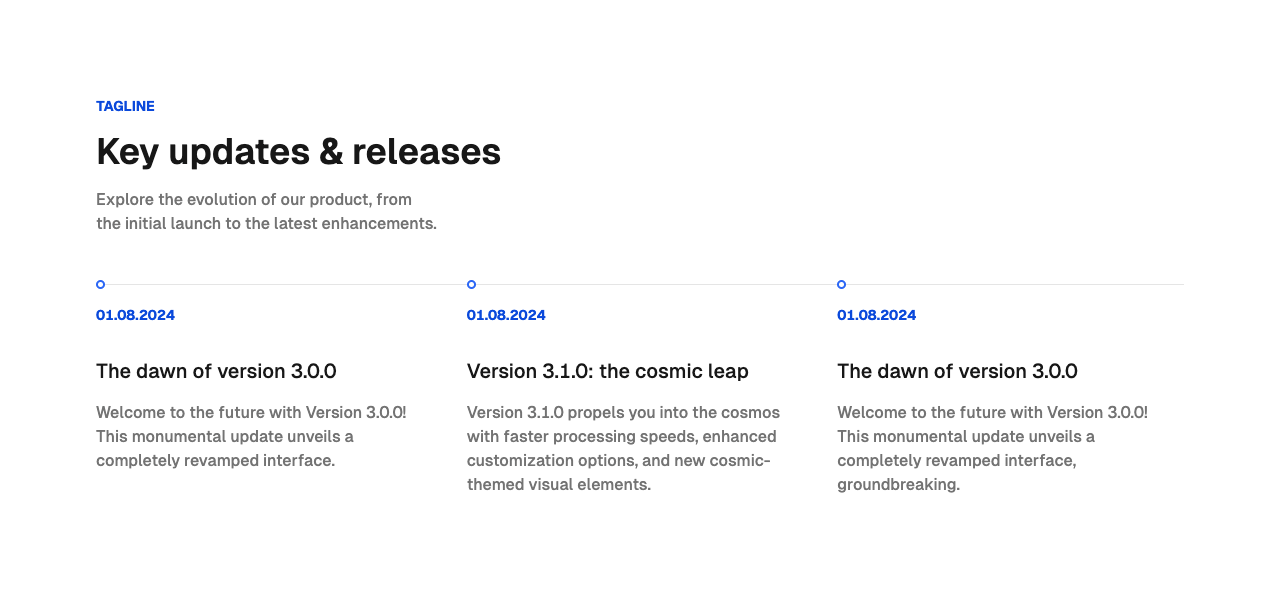 TAGLINE
Key updates & releases
Explore the evolution of our product, from
the initial launch to the latest enhancements.
01.08.2024
The dawn of version 3.0.0
Welcome to the future with Version 3.0.0!
This monumental update unveils a
completely revamped interface.
01.08.2024
Version 3.1.0: the cosmic leap
Version 3.1.0 propels you into the cosmos
with faster processing speeds, enhanced
customization options, and new cosmic-
themed visual elements.
01.08.2024
The dawn of version 3.0.0
Welcome to the future with Version 3.0.0!
This monumental update unveils a
completely revamped interface,
groundbreaking.